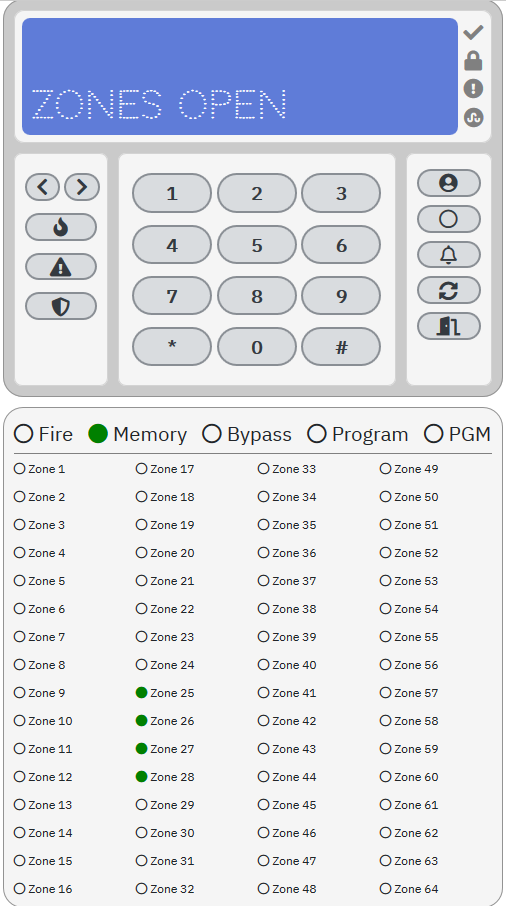 ZONES OPEN
1 2 3
4 5 6
7 8 9
* 0 #
Fire Memory Bypass Program PGM
Zone 1 Zone 17 Zone 33 Zone 49
Zone 2 Zone 18 Zone 34 Zone 50
Zone 3 Zone 19 Zone 35 Zone 51
Zone 4 Zone 20 Zone 36 Zone 52
Zone 5 Zone 21 Zone 37 Zone 53
Zone 6 Zone 22 Zone 38 Zone 54
Zone 7 Zone 23 Zone 39 Zone 55
Zone 8 Zone 24 Zone 40 Zone 56
Zone 9 Zone 25 Zone 41 Zone 57
Zone 10 Zone 26 Zone 42 Zone 58
Zone 11 Zone 27 Zone 43 Zone 59
Zone 12 Zone 28 Zone 44 Zone 60
Zone 13 Zone 29 Zone 45 Zone 61
Zone 14 Zone 30 Zone 46 Zone 62
Zone 15 Zone 31 Zone 47 Zone 63
Zone 16 Zone 32 Zone 48 Zone 64